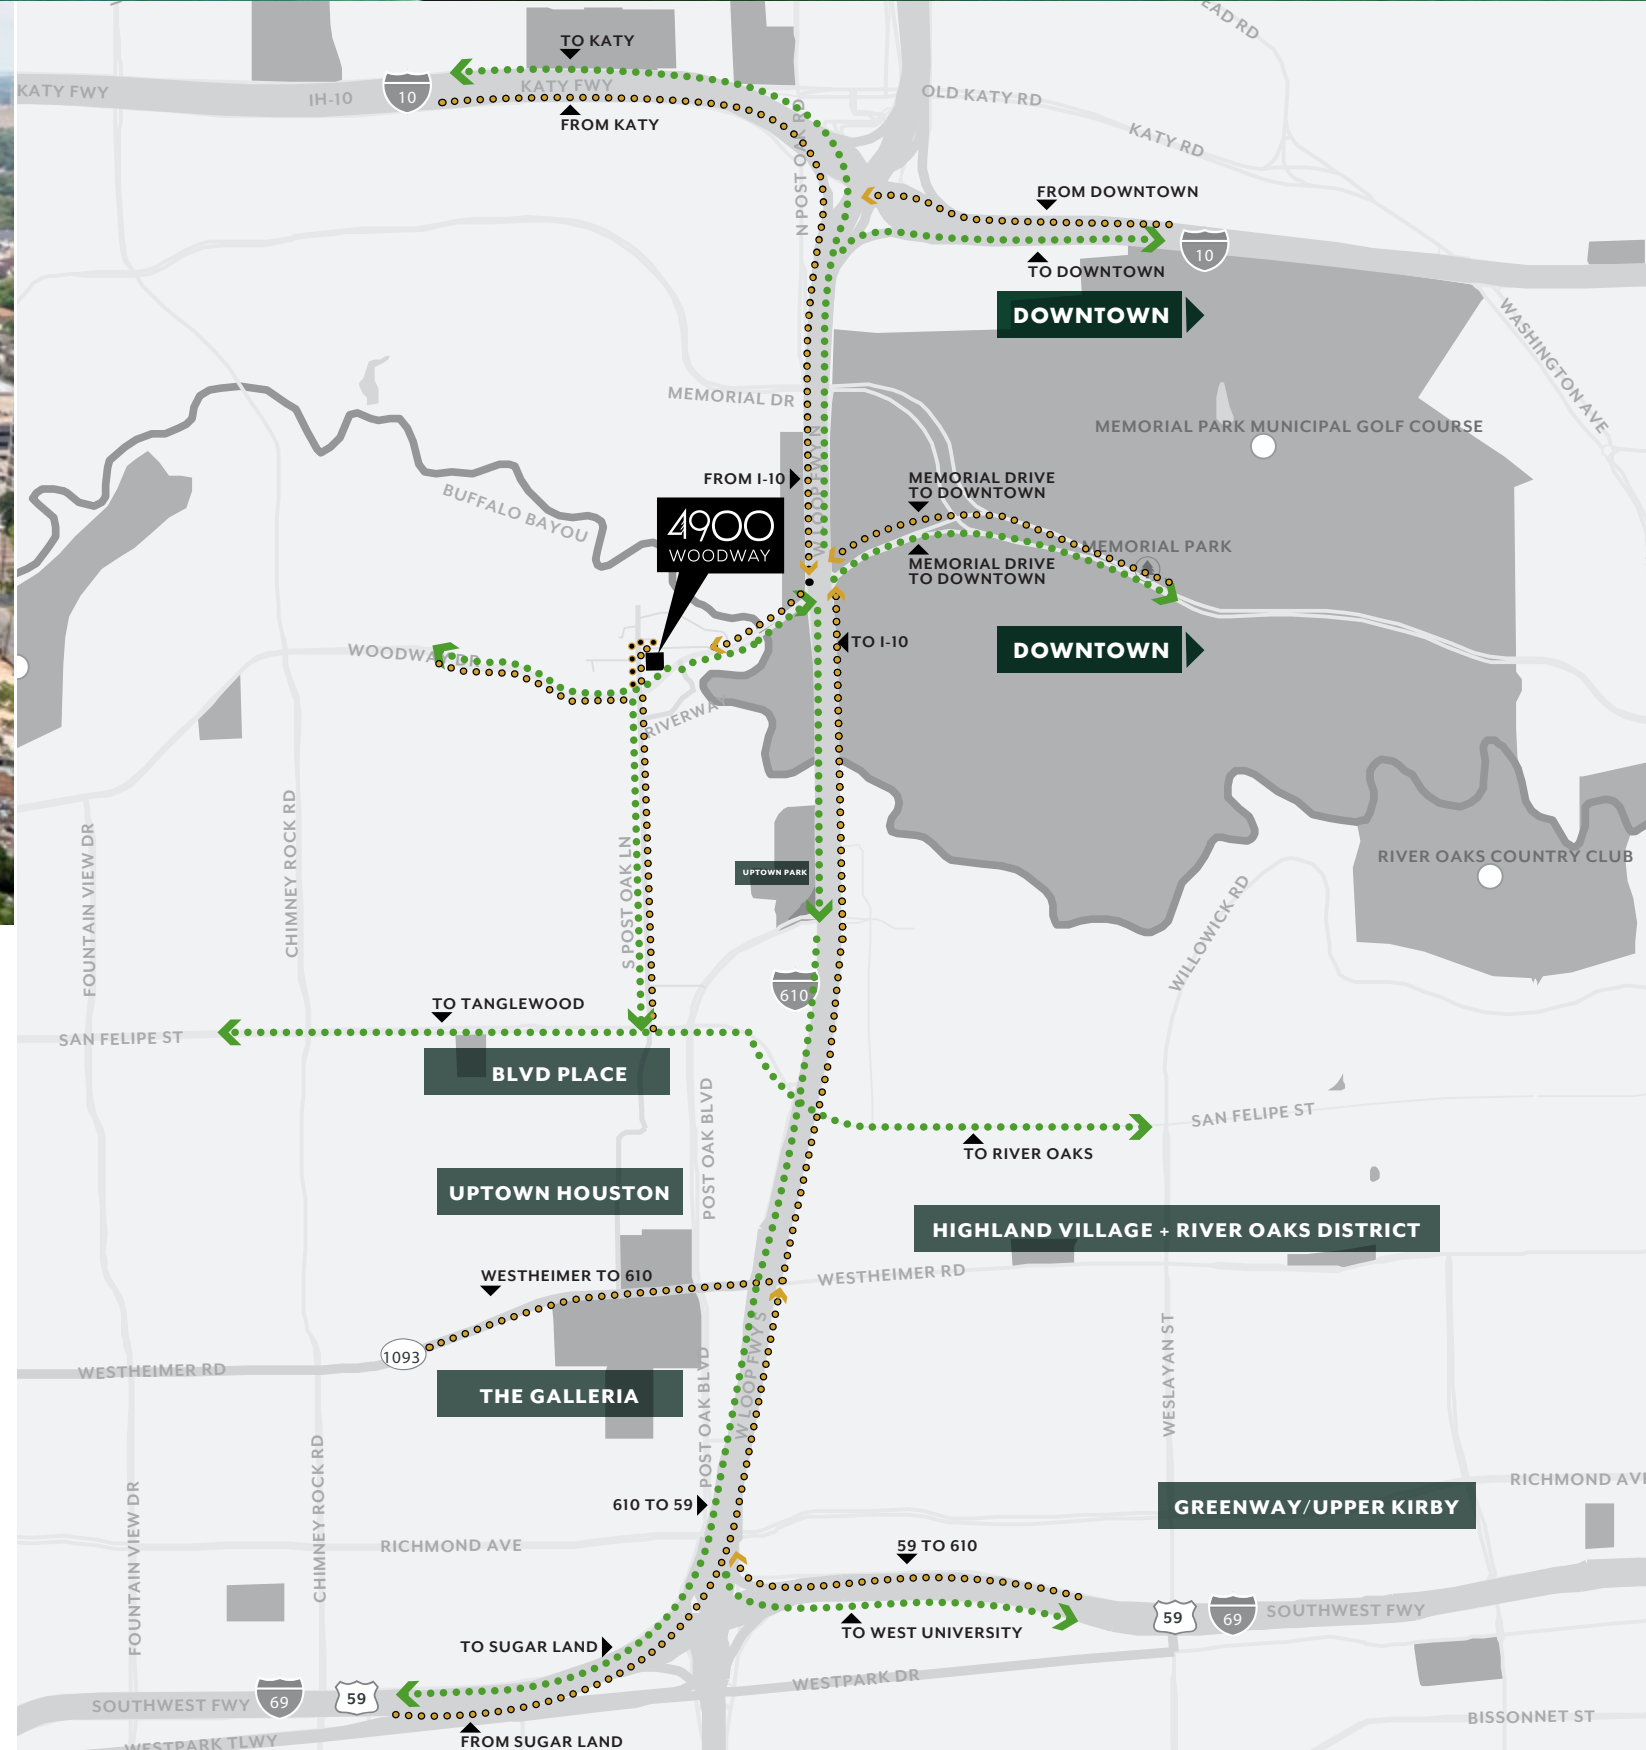 EAD RD
TO KATY
KATY FWY
KATY FWY
IH-10
10
FROM KATY
OLD KATY RD
KATY RD
N POST OAK RD
FROM DOWNTOWN
10
TO DOWNTOWN
DOWNTOWN
WASHINGTON AVE
MEMORIAL DR
MEMORIAL PARK MUNICIPAL GOLF COURSE
W LOOP FWY N
FROM I-10
MEMORIAL DRIVE
TO DOWNTOWN
BUFFALO BAYOU
4900
WOODWAY
MEMORIAL PARK
MEMORIAL DRIVE
TO DOWNTOWN
TO I-10
DOWNTOWN
WOODWAY DR
RIVERWAY
FOUNTAIN VIEW DR
CHIMNEY ROCK RD
S POST OAK LN
UPTOWN PARK
RIVER OAKS COUNTRY CLUB
WILLOWICK RD
610
TO TANGLEWOOD
SAN FELIPE ST
BLVD PLACE
POST OAK BLVD
SAN FELIPE ST
TO RIVER OAKS
UPTOWN HOUSTON
HIGHLAND VILLAGE + RIVER OAKS DISTRICT
WESTHEIMER TO 610
WESTHEIMER RD
1093
WESTHEIMER RD
W LOOP FWY S
WESLAYAN ST
THE GALLERIA
POST OAK BLVD
CHIMNEY ROCK RD
FOUNTAIN VIEW DR
RICHMOND AVE
GREENWAY/UPPER KIRBY
610 TO 59
RICHMOND AVE
59 TO 610
59
69
SOUTHWEST FWY
TO WEST UNIVERSITY
TO SUGAR LAND
WESTPARK DR
SOUTHWEST FWY
69
59
BISSONNET ST
WESTPARK TLWY
FROM SUGAR LAND